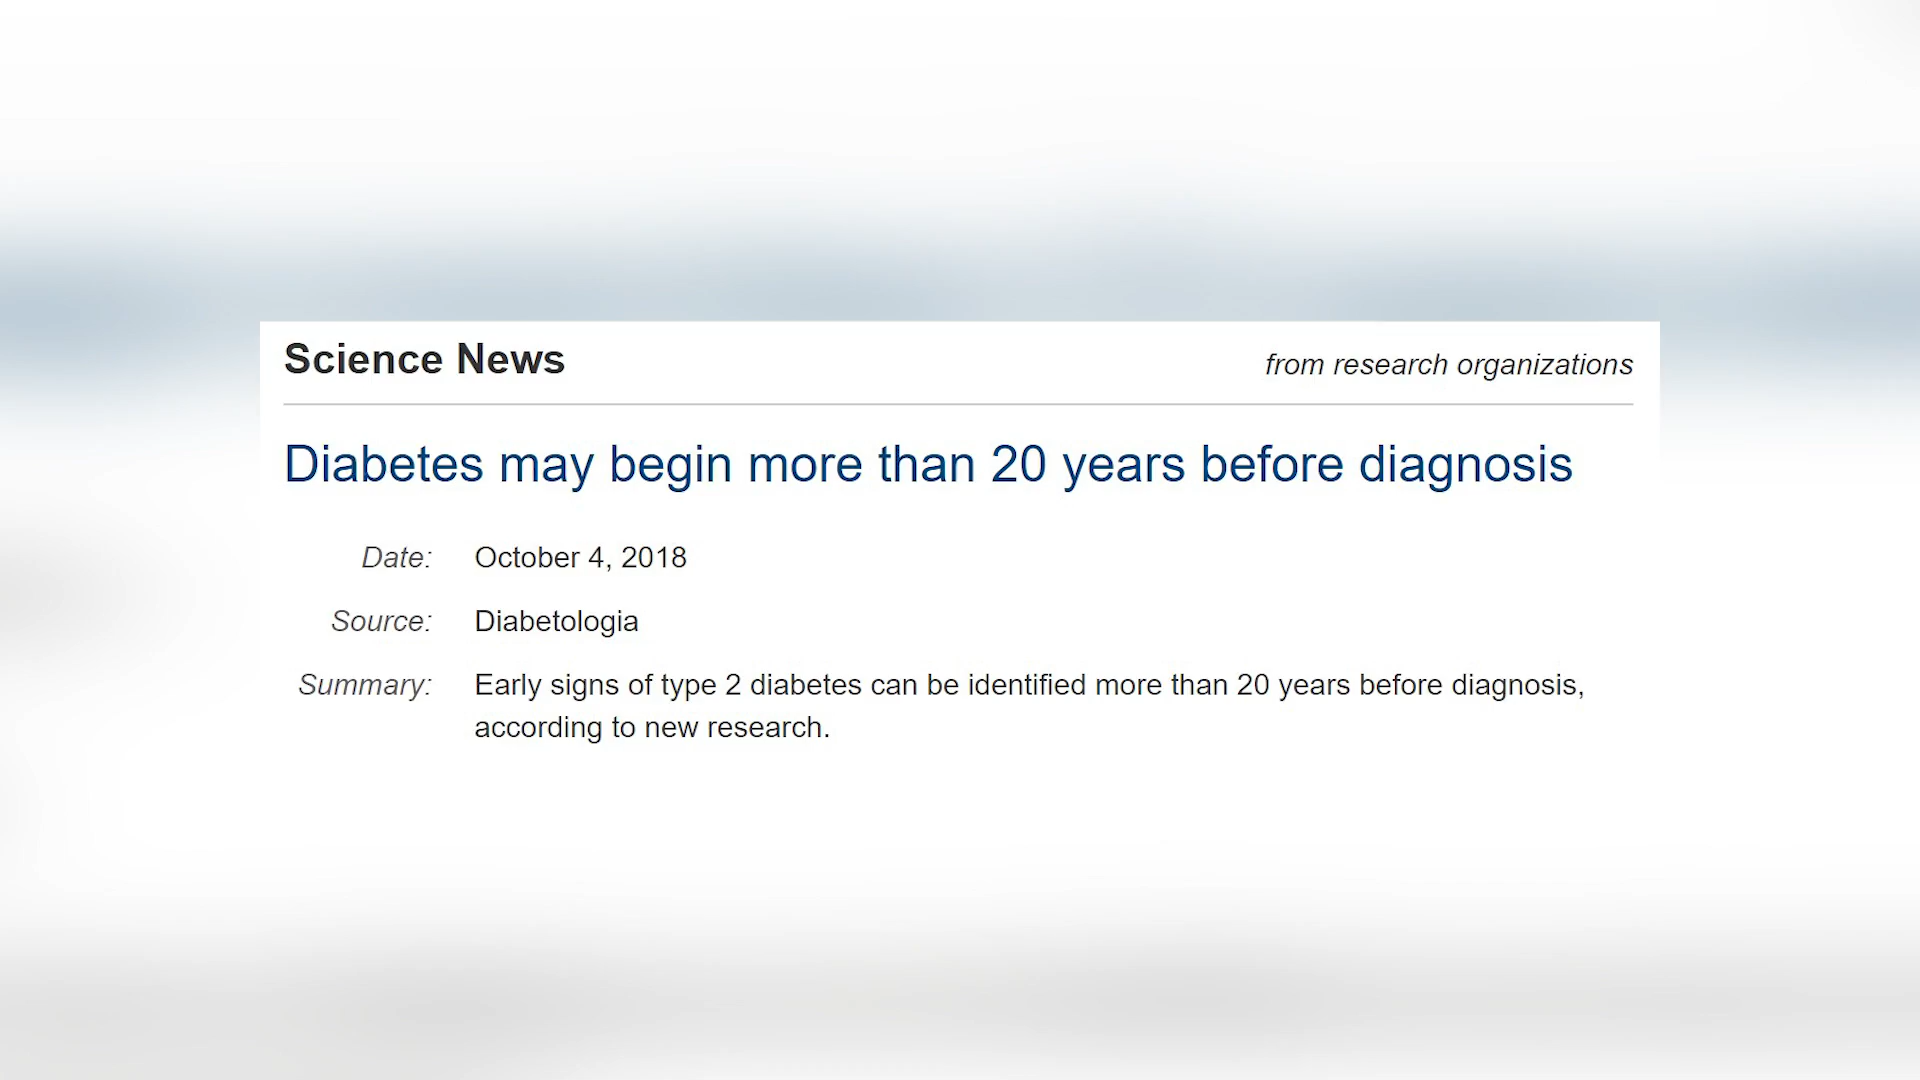 Science News
from research organizations
Diabetes may begin more than 20 years before diagnosis
Date: October 4, 2018
Source: Diabetologia
Summary: Early signs of type 2 diabetes can be identified more than 20 years before diagnosis,
according to new research.